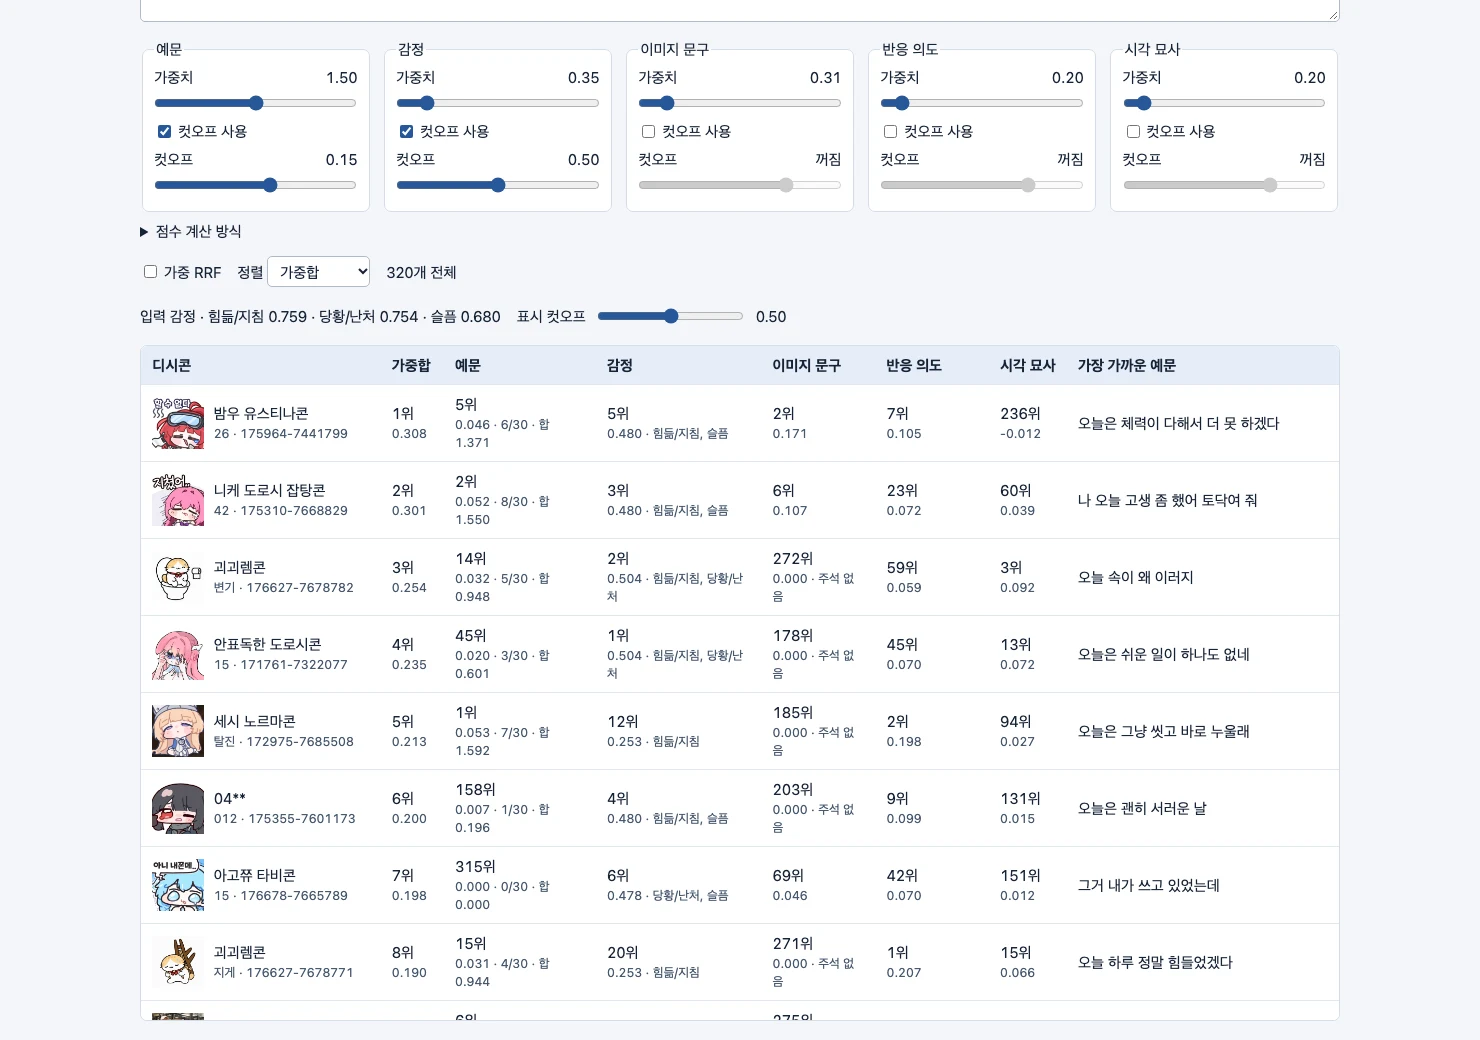 예문
가중치 1.50
컷오프 사용
컷오프 0.15
감정
가중치 0.35
컷오프 사용
컷오프 0.50
이미지 문구
가중치 0.31
컷오프 사용
컷오프 꺼짐
반응 의도
가중치 0.20
컷오프 사용
컷오프 꺼짐
시각 묘사
가중치 0.20
컷오프 사용
컷오프 꺼짐
점수 계산 방식
가중 RRF 정렬 가중합 320개 전체
입력 감정 · 힘듦/지침 0.759 · 당황/난처 0.754 · 슬픔 0.680 표시 컷오프 0.50
디시콘 가중합 예문 감정 이미지 문구 반응 의도 시각 묘사 가장 가까운 예문
할 수 없다
밤우 유스티나콘
26 · 175964-7441799
1위
0.308
5위
0.046 · 6/30 · 합
1.371
5위
0.480 · 힘듦/지침, 슬픔
2위
0.171
7위
0.105
236위
-0.012
오늘은 체력이 다해서 더 못 하겠다
지쳤어..
니케 도로시 잡탕콘
42 · 175310-7668829
2위
0.301
2위
0.052 · 8/30 · 합
1.550
3위
0.480 · 힘듦/지침, 슬픔
6위
0.107
23위
0.072
60위
0.039
나 오늘 고생 좀 했어 토닥여 줘
괴괴렘콘
변기 · 176627-7678782
3위
0.254
14위
0.032 · 5/30 · 합
0.948
2위
0.504 · 힘듦/지침, 당황/난
처
272위
0.000 · 주석 없
음
59위
0.059
3위
0.092
오늘 속이 왜 이러지
안표독한 도로시콘
15 · 171761-7322077
4위
0.235
45위
0.020 · 3/30 · 합
0.601
1위
0.504 · 힘듦/지침, 당황/난
처
178위
0.000 · 주석 없
음
45위
0.070
13위
0.072
오늘은 쉬운 일이 하나도 없네
세시 노르마콘
탈진 · 172975-7685508
5위
0.213
1위
0.053 · 7/30 · 합
1.592
12위
0.253 · 힘듦/지침
185위
0.000 · 주석 없
음
2위
0.198
94위
0.027
오늘은 그냥 씻고 바로 누울래
04**
012 · 175355-7601173
6위
0.200
158위
0.007 · 1/30 · 합
0.196
4위
0.480 · 힘듦/지침, 슬픔
203위
0.000 · 주석 없
음
9위
0.099
131위
0.015
오늘은 괜히 서러운 날
아니 내꾼데..
아고쮸 타비콘
15 · 176678-7665789
7위
0.198
315위
0.000 · 0/30 · 합
0.000
6위
0.478 · 당황/난처, 슬픔
69위
0.046
42위
0.070
151위
0.012
그거 내가 쓰고 있었는데
괴괴렘콘
지게 · 176627-7678771
8위
0.190
15위
0.031 · 4/30 · 합
0.944
20위
0.253 · 힘듦/지침
271위
0.000 · 주석 없
음
1위
0.207
15위
0.066
오늘 하루 정말 힘들었겠다
6위
275위